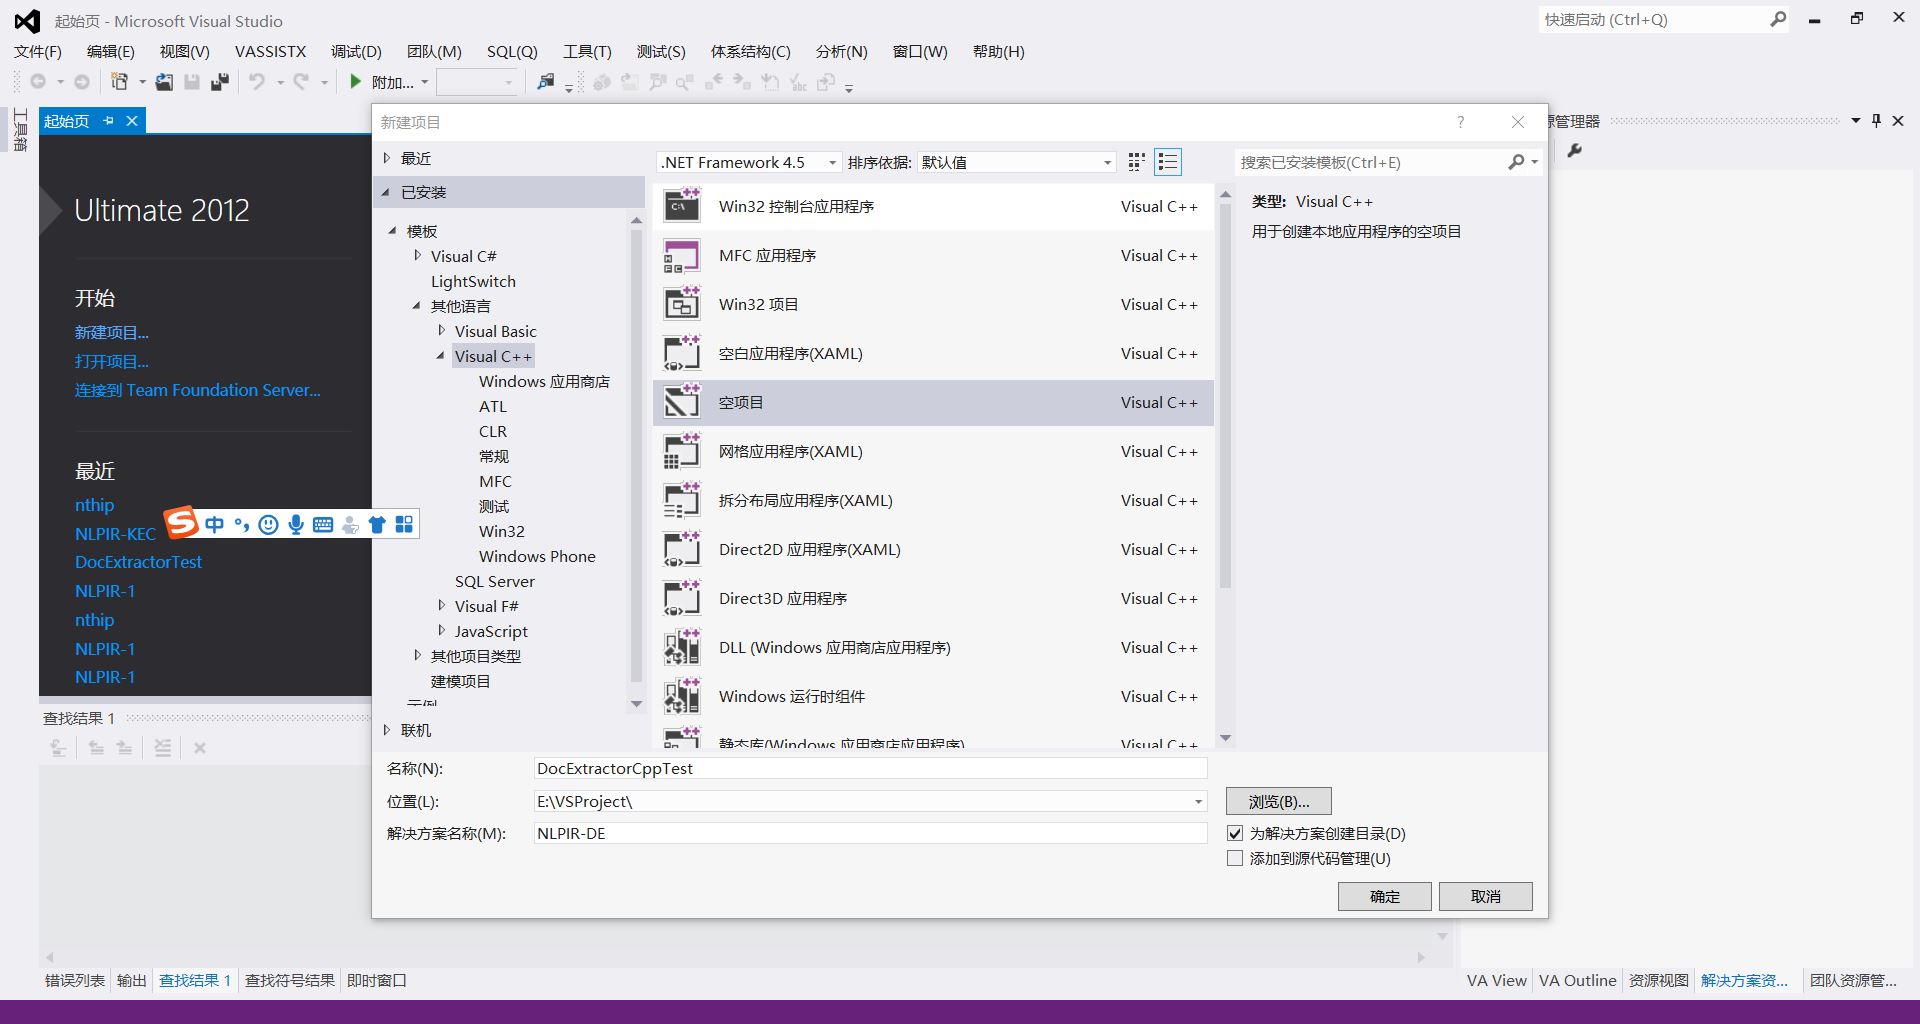 起始页 - Microsoft Visual Studio
快速启动 (Ctrl+Q)
文件(F) 编辑(E) 视图(V) VASSISTX 调试(D) 团队(M) SQL(Q) 工具(T) 测试(S) 体系结构(C) 分析(N) 窗口(W) 帮助(H)
附加...
工具箱
起始页
Ultimate 2012
开始
新建项目...
打开项目...
连接到 Team Foundation Server...
最近
nthip
NLPIR-KEC
DocExtractorTest
NLPIR-1
nthip
NLPIR-1
NLPIR-1
中
新建项目
?
最近
已安装
模板
Visual C#
LightSwitch
其他语言
Visual Basic
Visual C++
Windows 应用商店
ATL
CLR
常规
MFC
测试
Win32
Windows Phone
SQL Server
Visual F#
JavaScript
其他项目类型
建模项目
示例
联机
.NET Framework 4.5 排序依据: 默认值
搜索已安装模板(Ctrl+E)
Win32 控制台应用程序 Visual C++
MFC 应用程序 Visual C++
Win32 项目 Visual C++
空白应用程序(XAML) Visual C++
空项目 Visual C++
网格应用程序(XAML) Visual C++
拆分布局应用程序(XAML) Visual C++
Direct2D 应用程序(XAML) Visual C++
Direct3D 应用程序 Visual C++
DLL (Windows 应用商店应用程序) Visual C++
Windows 运行时组件 Visual C++
静态库(Windows 应用商店应用程序) Visual C++
类型: Visual C++
用于创建本地应用程序的空项目
名称(N): DocExtractorCppTest
位置(L): E:\VSProject\
浏览(B)...
解决方案名称(M): NLPIR-DE
为解决方案创建目录(D)
添加到源代码管理(U)
确定 取消
源管理器
查找结果 1
错误列表 输出 查找结果 1 查找符号结果 即时窗口
VA View VA Outline 资源视图 解决方案资... 团队资源管...